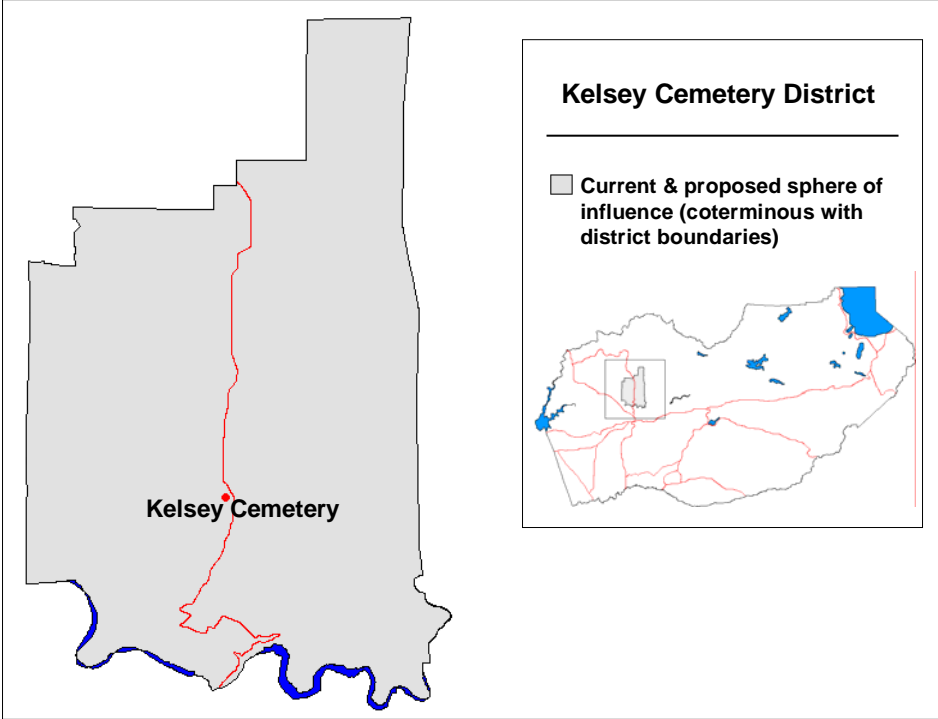 Kelsey Cemetery District
Current & proposed sphere of
influence (coterminous with
district boundaries)
Kelsey Cemetery